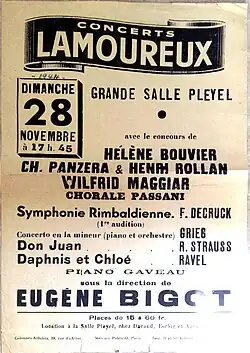 CONCERTS
LAMOUREUX
1944
DIMANCHE
28
NOVEMBRE
à 17 h. 45
GRANDE SALLE PLEYEL
avec le concours de
HÉLÈNE BOUVIER
CH. PANZERA & HENRI ROLLAN
WILFRID MAGGIAR
CHORALE PASSANI
Symphonie Rimbaldienne. F. DECRUCK
(1re audition)
Concerto en la mineur (piano et orchestre) GRIEG
Don Juan R. STRAUSS
Daphnis et Chloé RAVEL
PIANO GAVEAU
sous la direction de
EUGÈNE BIGOT
Places de 15 à 60 fr.
Location à la Salle Pleyel, chez Durand,